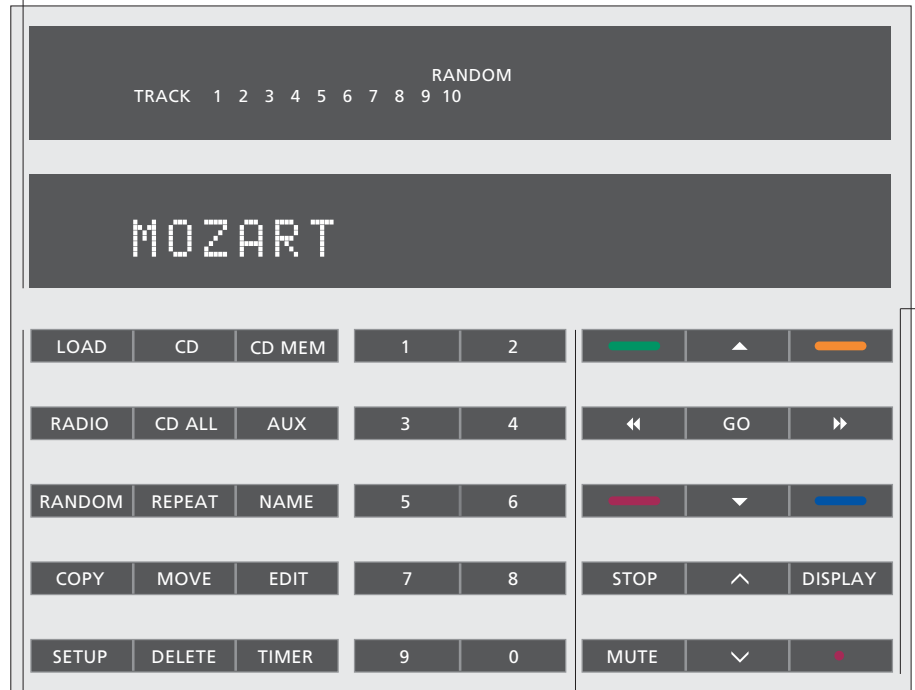 RANDOM
TRACK 1 2 3 4 5 6 7 8 9 10
MOZART
LOAD CD CD MEM 1 2
RADIO CD ALL AUX 3 4 GO
RANDOM REPEAT NAME 5 6
COPY MOVE EDIT 7 8 STOP DISPLAY
SETUP DELETE TIMER 9 0 MUTE